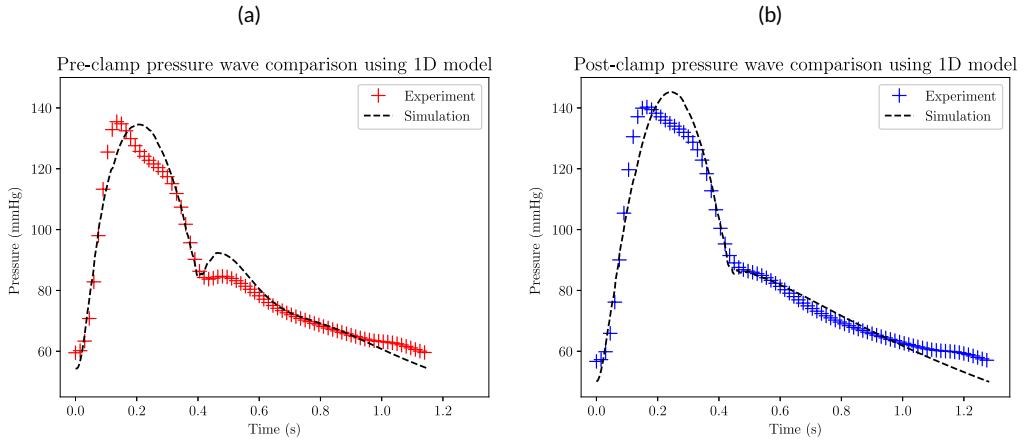 (a)
Pre-clamp pressure wave comparison using 1D model
Experiment
Simulation
140
120
100
80
60
Pressure (mmHg)
0.0 0.2 0.4 0.6 0.8 1.0 1.2
Time (s)
(b)
Post-clamp pressure wave comparison using 1D model
Experiment
Simulation
140
120
100
80
60
Pressure (mmHg)
0.0 0.2 0.4 0.6 0.8 1.0 1.2
Time (s)